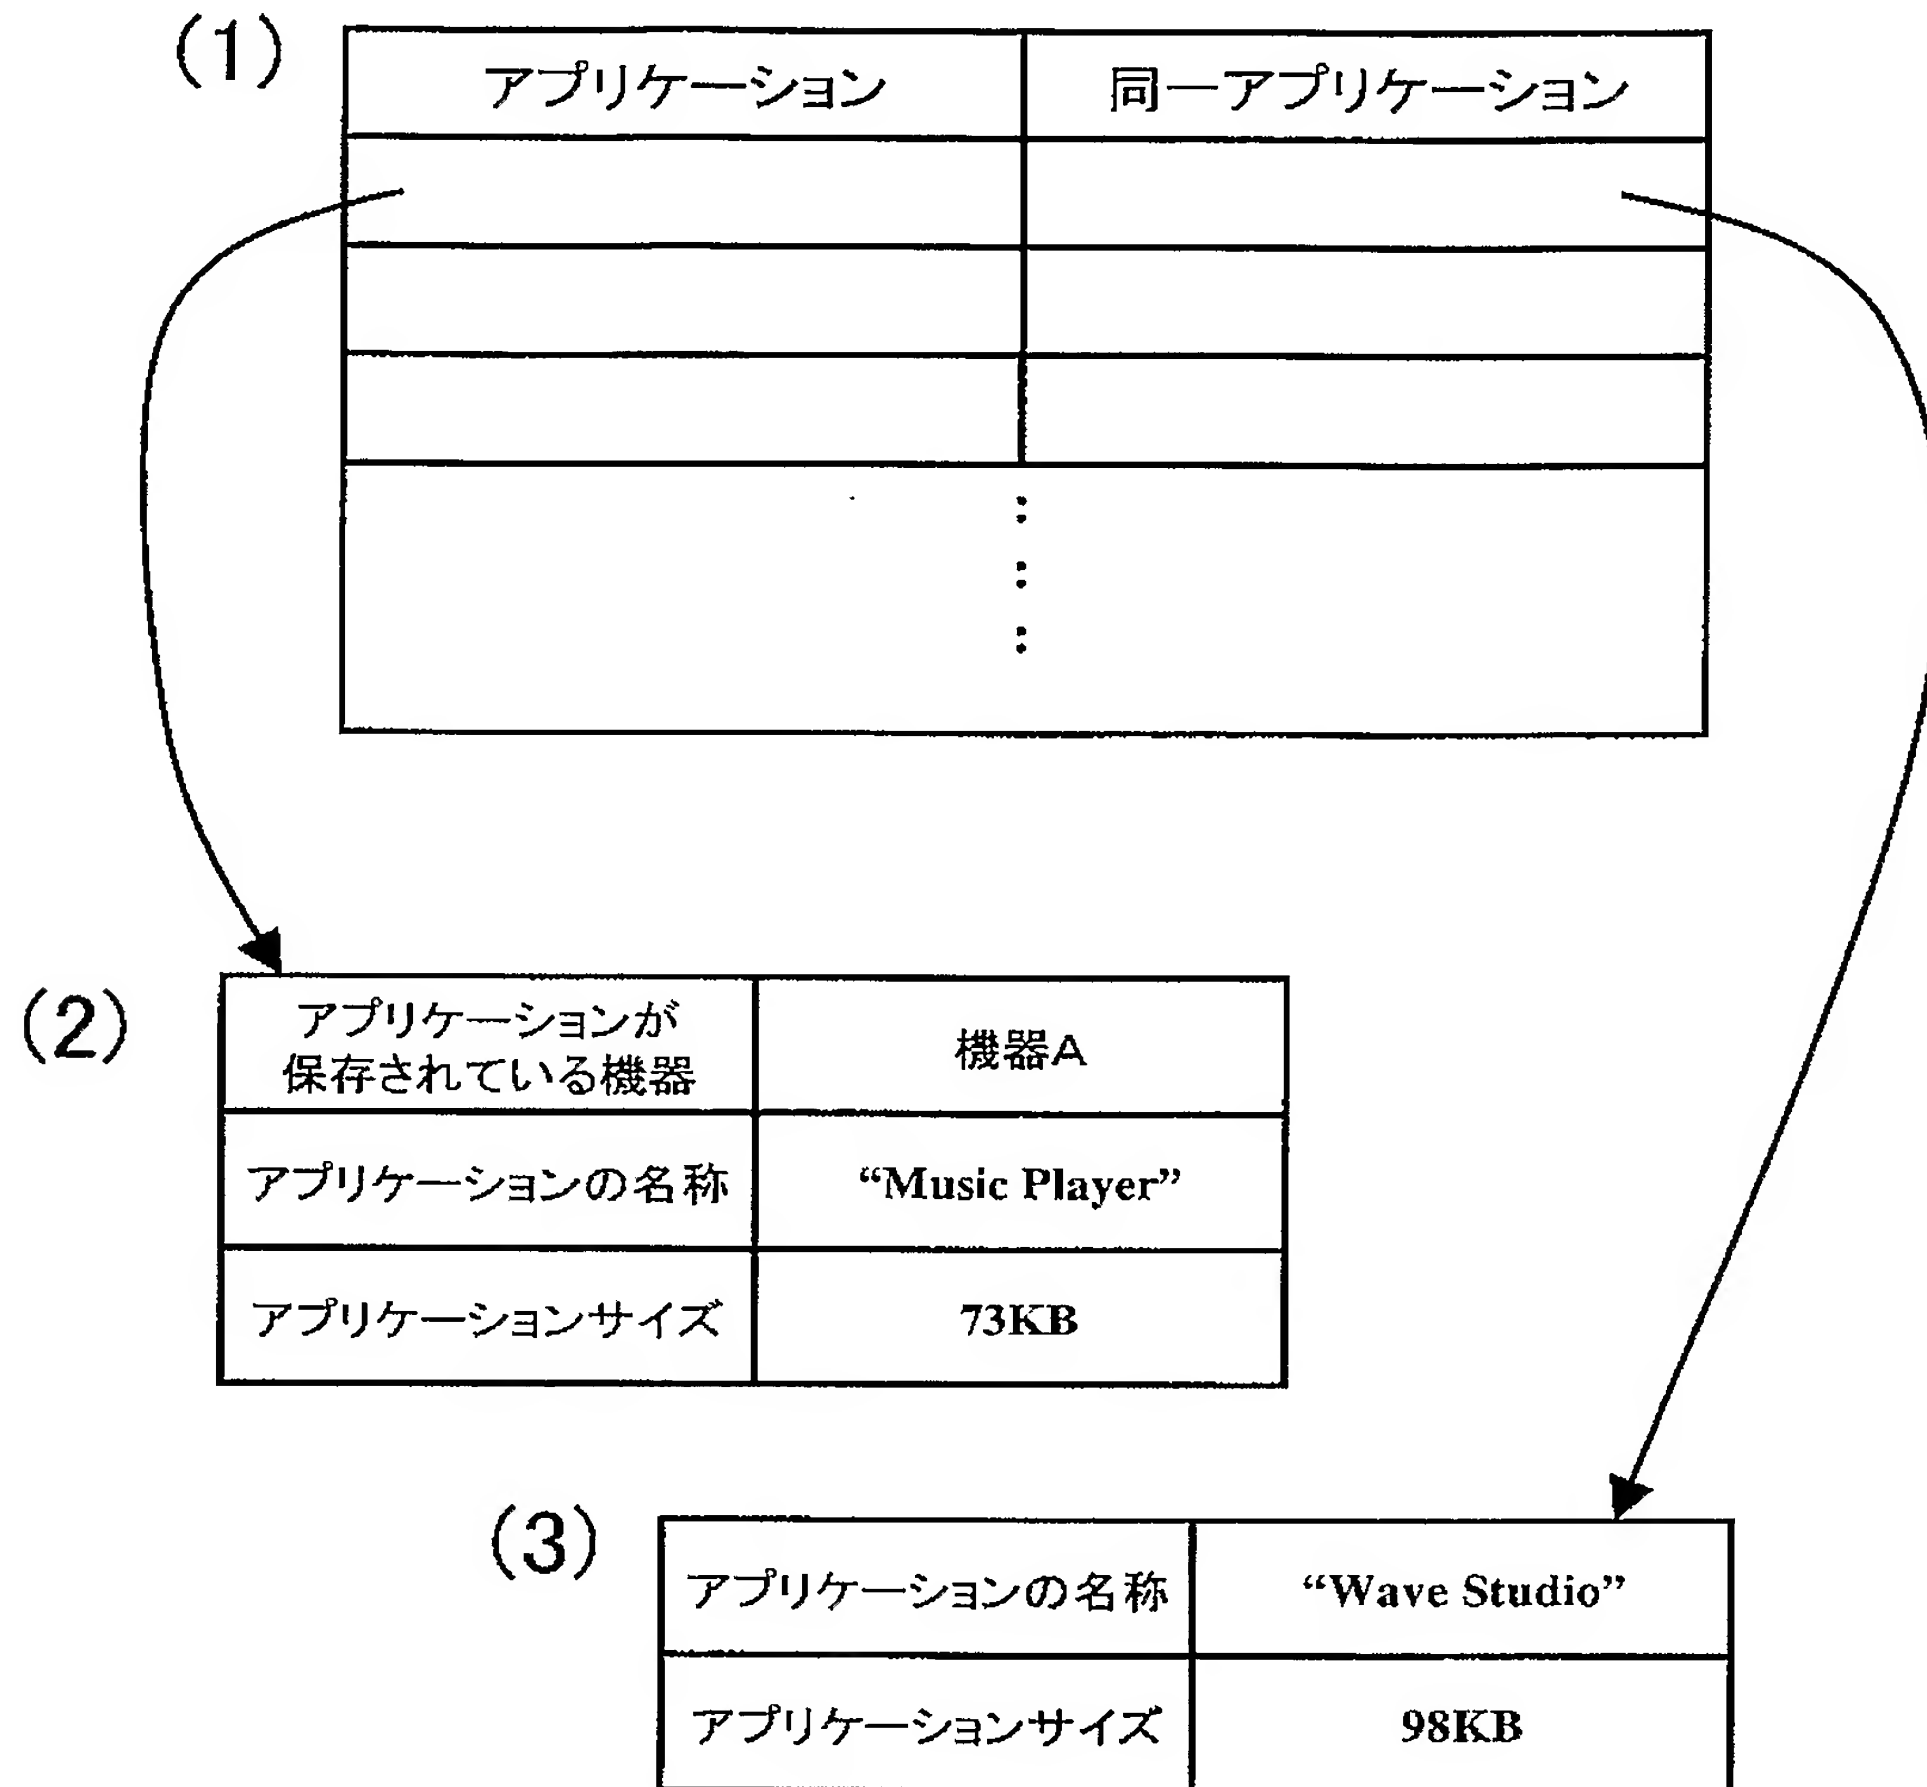 (1)
アプリケーション
同一アプリケーション
(2)
アプリケーションが
保存されている機器
機器A
アプリケーションの名称
“Music Player”
アプリケーションサイズ
73KB
(3)
アプリケーションの名称
“Wave Studio”
アプリケーションサイズ
98KB